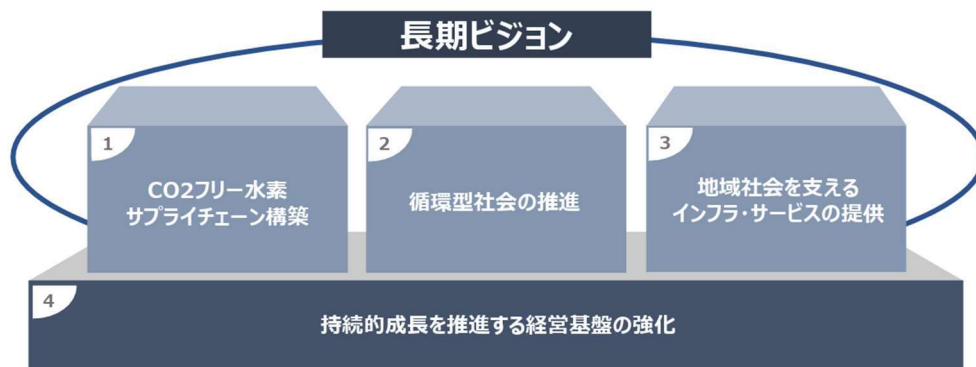 長期ビジョン
1
CO2フリー水素
サプライチェーン構築
2
循環型社会の推進
3
地域社会を支える
インフラ・サービスの提供
4
持続的成長を推進する経営基盤の強化